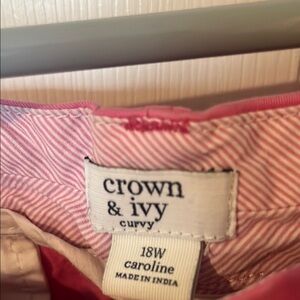 crown
& ivy
curvy
18W
caroline
MADE IN INDIA